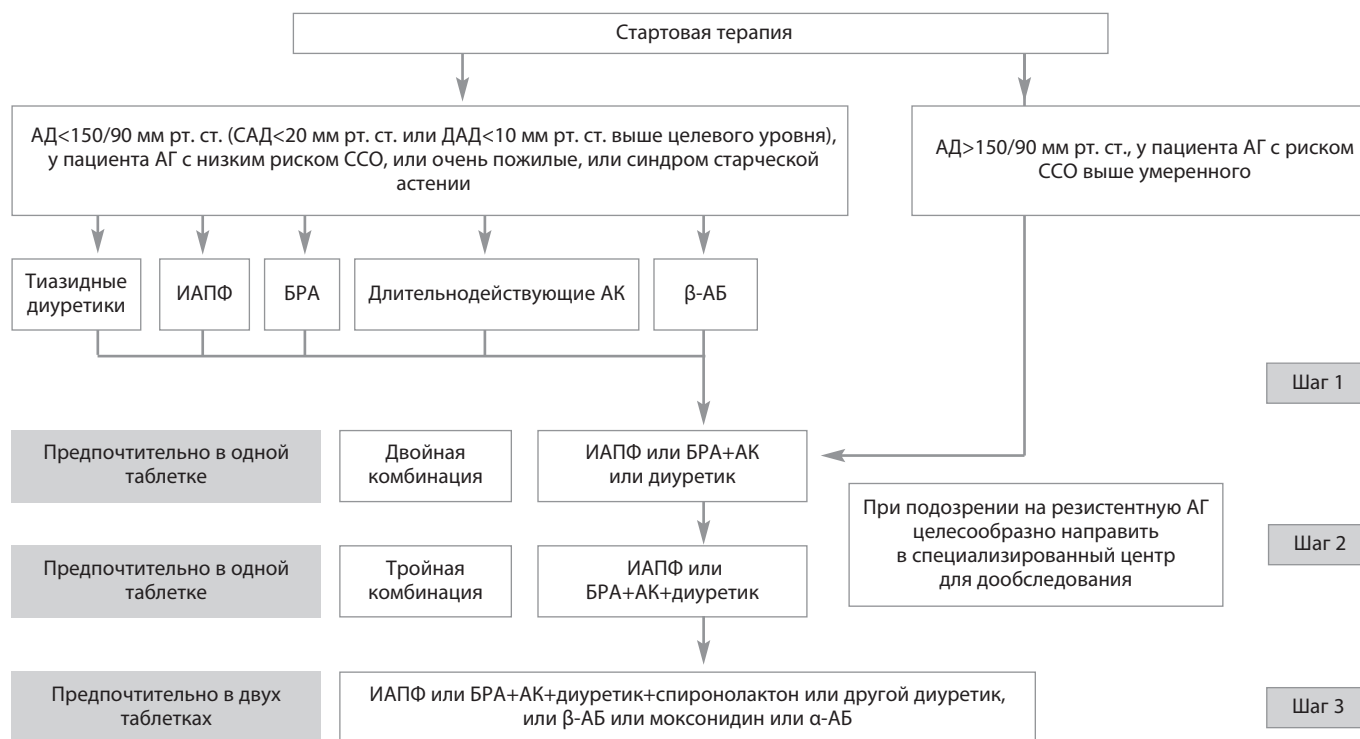 Стартовая терапия
АД<150/90 мм рт. ст. (САД<20 мм рт. ст. или ДАД<10 мм рт. ст. выше целевого уровня),
у пациента АГ с низким риском ССО, или очень пожилые, или синдром старческой
астении
АД>150/90 мм рт. ст., у пациента АГ с риском
ССО выше умеренного
Тиазидные
диуретики
ИАПФ
БРА
Длительнодействующие АК
β-АБ
Шаг 1
Предпочтительно в одной
таблетке
Двойная
комбинация
ИАПФ или БРА+АК
или диуретик
При подозрении на резистентную АГ
целесообразно направить
в специализированный центр
для дообследования
Шаг 2
Предпочтительно в одной
таблетке
Тройная
комбинация
ИАПФ или
БРА+АК+диуретик
Предпочтительно в двух
таблетках
ИАПФ или БРА+АК+диуретик+спиронолактон или другой диуретик,
или β-АБ или моксонидин или α-АБ
Шаг 3